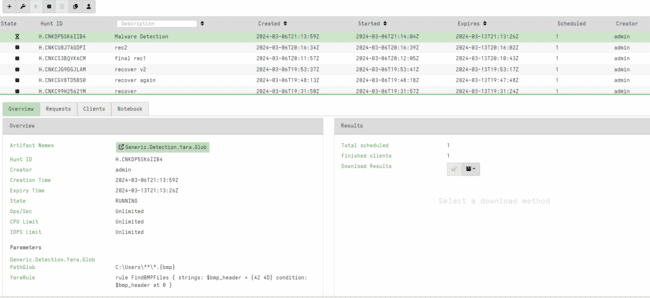 State Hunt ID Description Created Started Expires Scheduled Creator
H.CNKDP5SK6IIB4 Malware Detection 2024-03-06T21:13:59Z 2024-03-06T21:14:04Z 2024-03-13T21:13:26Z 1 admin
H.CNKCU8J7ASDPI rec2 2024-03-06T20:16:34Z 2024-03-06T20:16:39Z 2024-03-13T20:16:02Z 1 admin
H.CNKCS3BQVKACM final rec1 2024-03-06T20:11:57Z 2024-03-06T20:12:05Z 2024-03-13T20:10:43Z 1 admin
H.CNKCJG9GGJLAM recover v2 2024-03-06T19:53:37Z 2024-03-06T19:53:41Z 2024-03-13T19:53:17Z 1 admin
H.CNKCGV8TD5BS0 recover again 2024-03-06T19:48:13Z 2024-03-06T19:48:18Z 2024-03-13T19:47:48Z 1 admin
H.CNKC99H25621M recover 2024-03-06T19:31:50Z 2024-03-06T19:31:57Z 2024-03-13T19:31:24Z 1 admin
Overview Requests Clients Notebook
Overview
Artifact Names Generic.Detection.Yara.Glob
Hunt ID H.CNKDP5SK6IIB4
Creator admin
Creation Time 2024-03-06T21:13:59Z
Expiry Time 2024-03-13T21:13:26Z
State RUNNING
Ops/Sec Unlimited
CPU Limit Unlimited
IOPS Limit Unlimited
Parameters
Generic.Detection.Yara.Glob
PathGlob C:\Users\**\*.{bmp}
YaraRule rule FindBMPFiles { strings: $bmp_header = {42 4D} condition:
$bmp_header at 0 }
Results
Total scheduled 1
Finished clients 1
Download Results
Select a download method